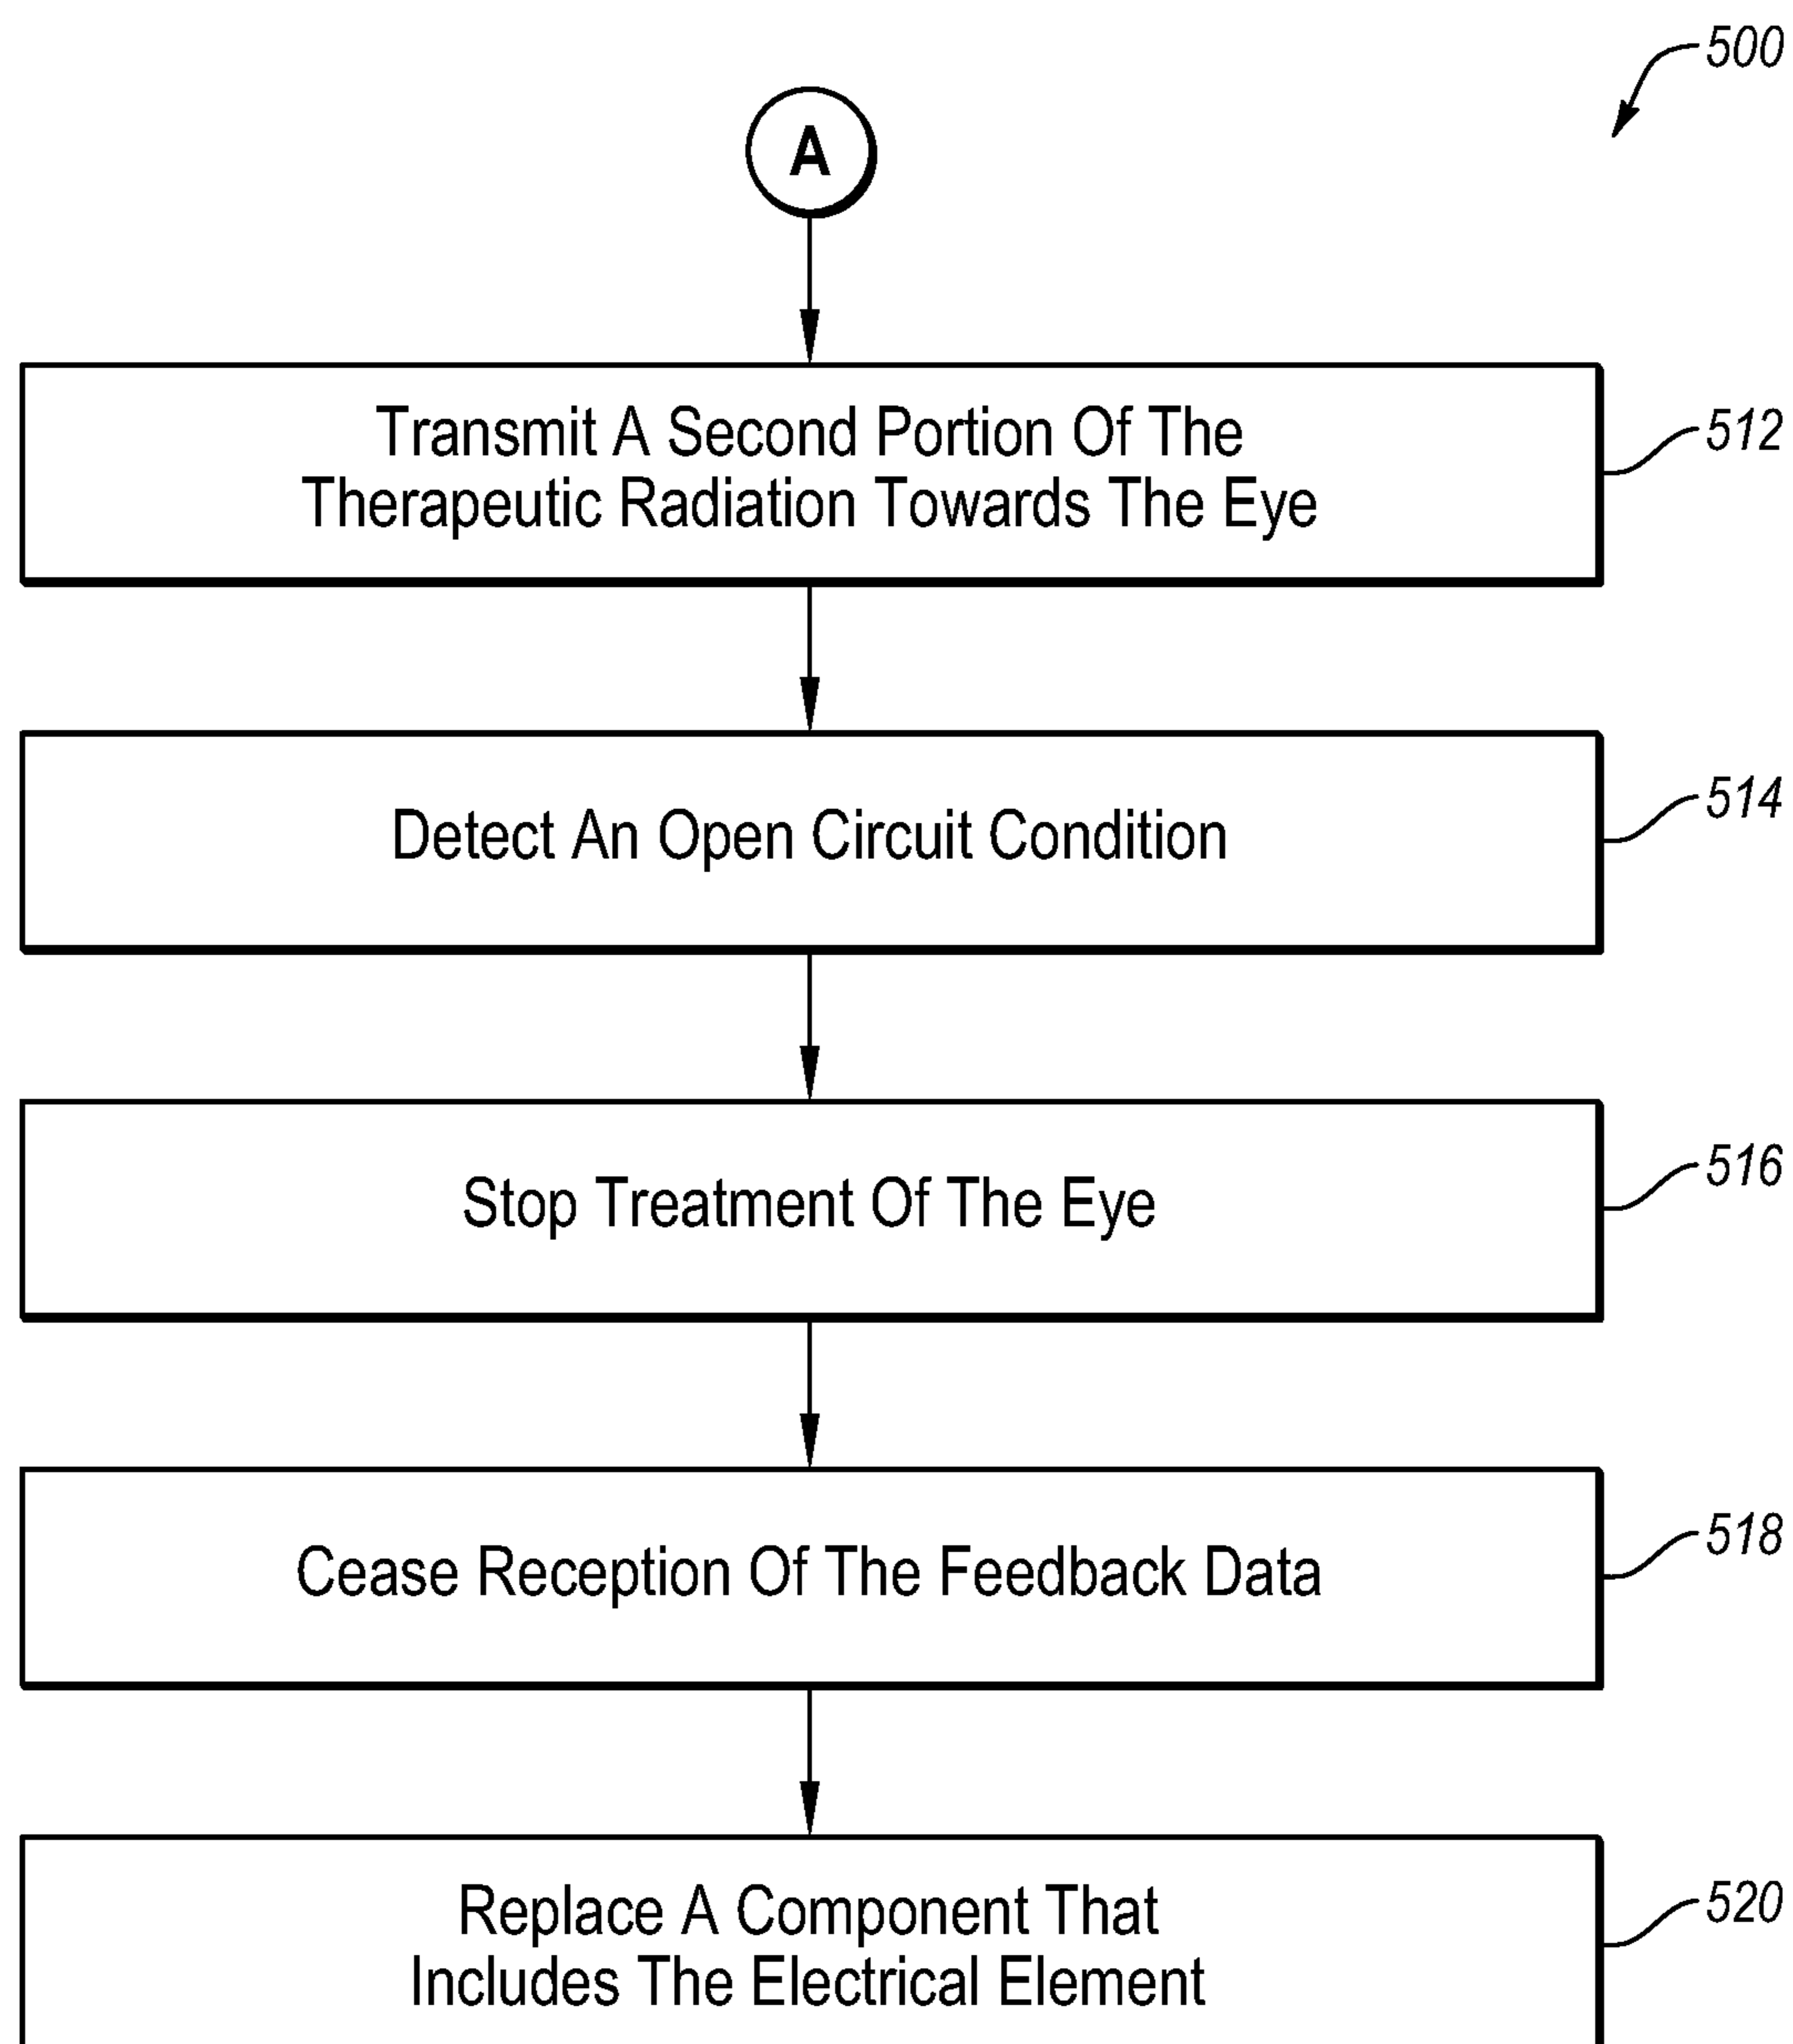 500
A
Transmit A Second Portion Of The
Therapeutic Radiation Towards The Eye
512
Detect An Open Circuit Condition
514
Stop Treatment Of The Eye
516
Cease Reception Of The Feedback Data
518
Replace A Component That
Includes The Electrical Element
520